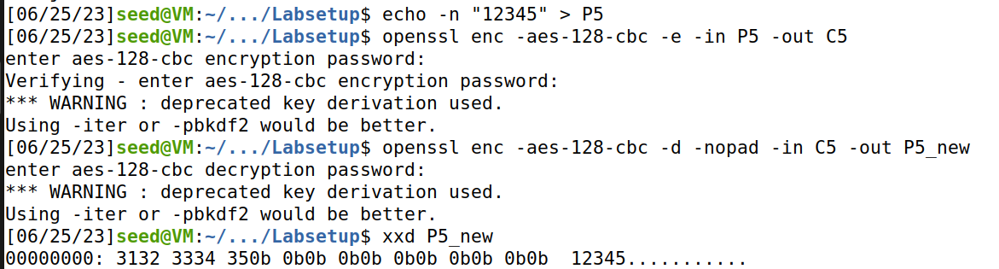 [06/25/23]seed@VM:~/.../Labsetup$ echo -n "12345" > P5
[06/25/23]seed@VM:~/.../Labsetup$ openssl enc -aes-128-cbc -e -in P5 -out C5
enter aes-128-cbc encryption password:
Verifying - enter aes-128-cbc encryption password:
*** WARNING : deprecated key derivation used.
Using -iter or -pbkdf2 would be better.
[06/25/23]seed@VM:~/.../Labsetup$ openssl enc -aes-128-cbc -d -nopad -in C5 -out P5_new
enter aes-128-cbc decryption password:
*** WARNING : deprecated key derivation used.
Using -iter or -pbkdf2 would be better.
[06/25/23]seed@VM:~/.../Labsetup$ xxd P5_new
00000000: 3132 3334 350b 0b0b 0b0b 0b0b 0b0b 0b0b  12345...........